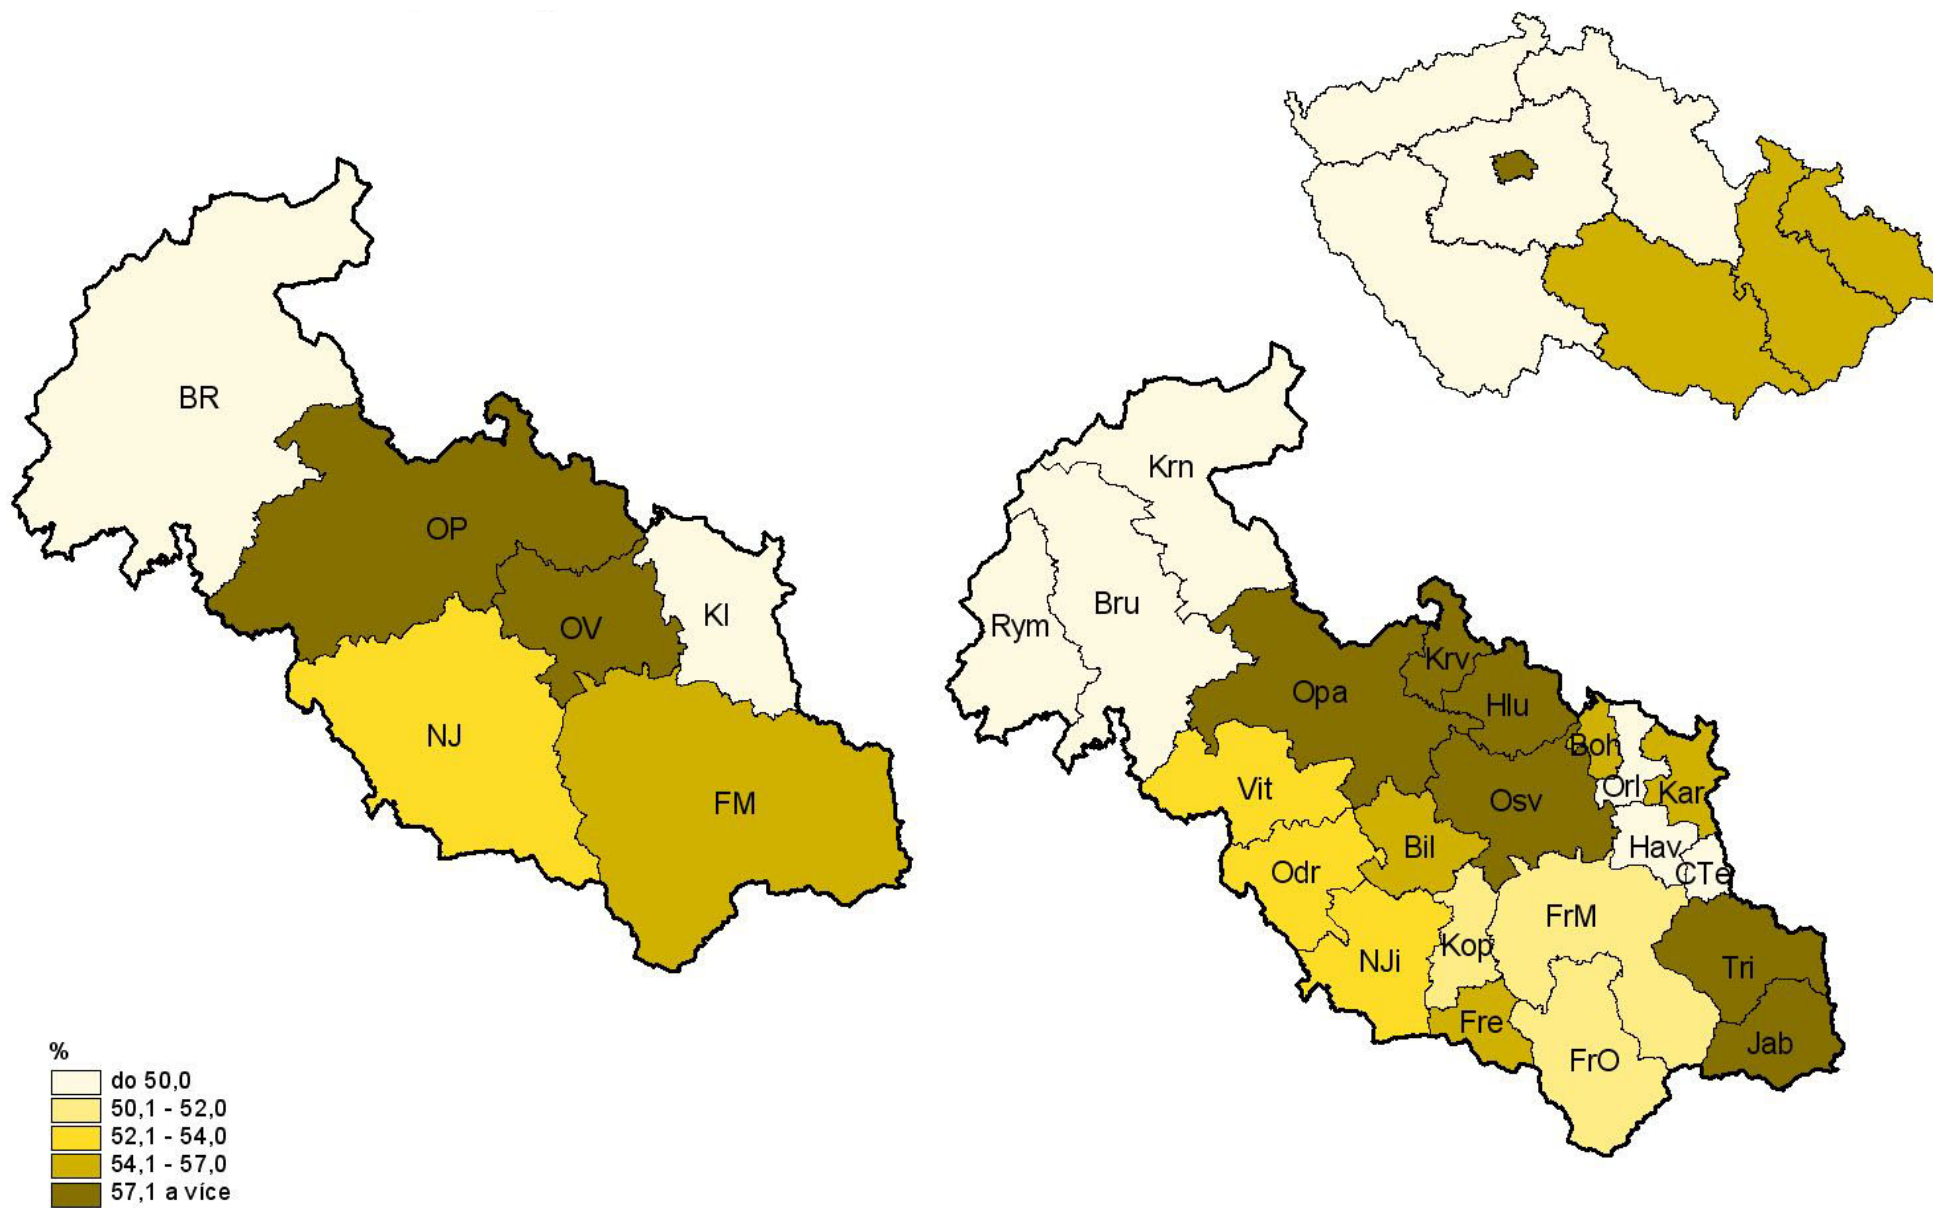 BR
OP
OV
KI
NJ
FM
Krn
Rym
Bru
Krv
Opa
Hlu
Boh
Orl
Kar
Vit
Osv
Bil
Hav
Odr
CTe
FrM
Kop
NJi
Tri
Fre
Jab
FrO
%
do 50,0
50,1 - 52,0
52,1 - 54,0
54,1 - 57,0
57,1 a více